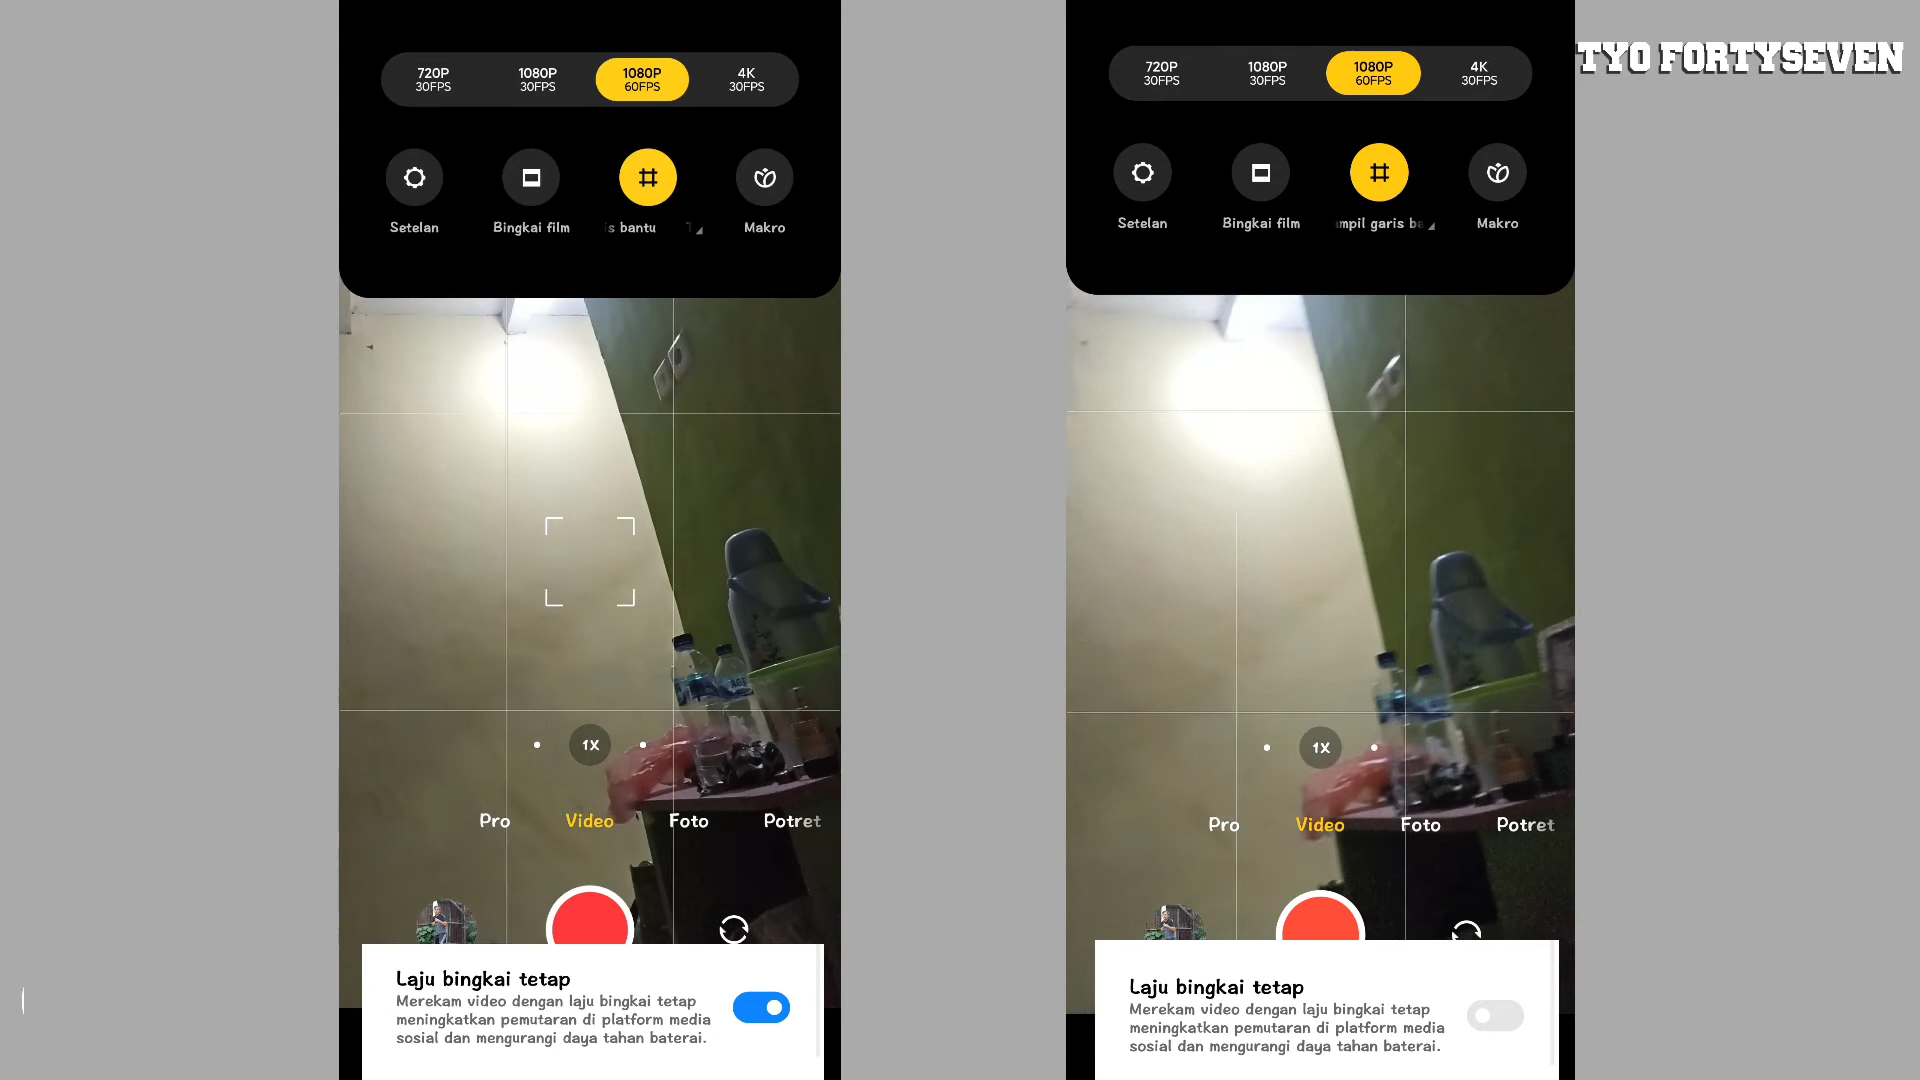 720P
30FPS
1080P
30FPS
1080P
60FPS
4K
30FPS
Setelan
Bingkai film
is bantu
T
Makro
1X
Pro
Video
Foto
Potret
Laju bingkai tetap
Merekam video dengan laju bingkai tetap
meningkatkan pemutaran di platform media
sosial dan mengurangi daya tahan baterai.
720P
30FPS
1080P
30FPS
1080P
60FPS
4K
30FPS
Setelan
Bingkai film
mpil garis ba
Makro
1X
Pro
Video
Foto
Potret
Laju bingkai tetap
Merekam video dengan laju bingkai tetap
meningkatkan pemutaran di platform media
sosial dan mengurangi daya tahan baterai.
TYO FORTYSEVEN